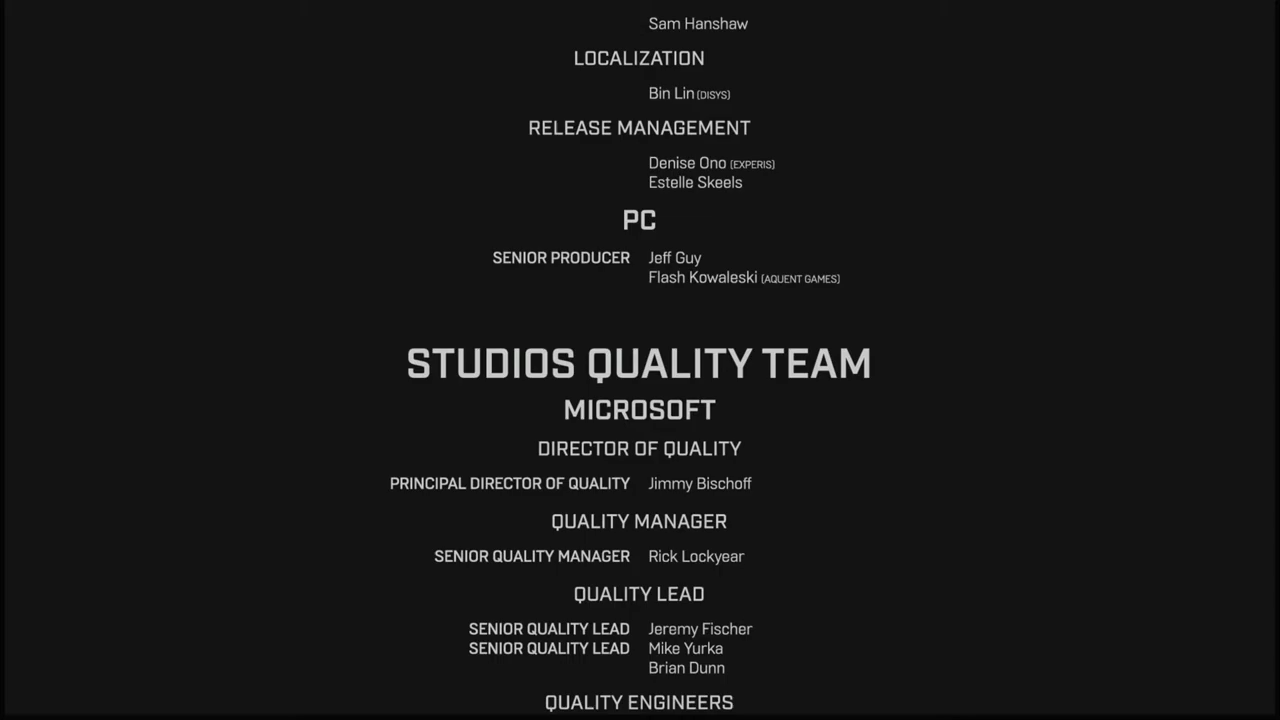 Sam Hanshaw
LOCALIZATION
Bin Lin (DISYS)
RELEASE MANAGEMENT
Denise Ono (EXPERIS)
Estelle Skeels
PC
SENIOR PRODUCER Jeff Guy
Flash Kowaleski (AQUENT GAMES)
STUDIOS QUALITY TEAM
MICROSOFT
DIRECTOR OF QUALITY
PRINCIPAL DIRECTOR OF QUALITY Jimmy Bischoff
QUALITY MANAGER
SENIOR QUALITY MANAGER Rick Lockyear
QUALITY LEAD
SENIOR QUALITY LEAD Jeremy Fischer
SENIOR QUALITY LEAD Mike Yurka
Brian Dunn
QUALITY ENGINEERS